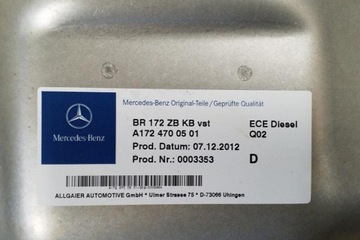 Mercedes-Benz Original-Teile/Geprüfte Qualität
Mercedes-Benz
BR 172 ZB KB vst
ECE Diesel
A172 470 05 01
Q02
Prod. Datum: 07.12.2012
Prod. Nr.: 0003353
D
ALLGAIER AUTOMOTIVE GmbH * Ulmer Strasse 75 * D-73066 Uhingen